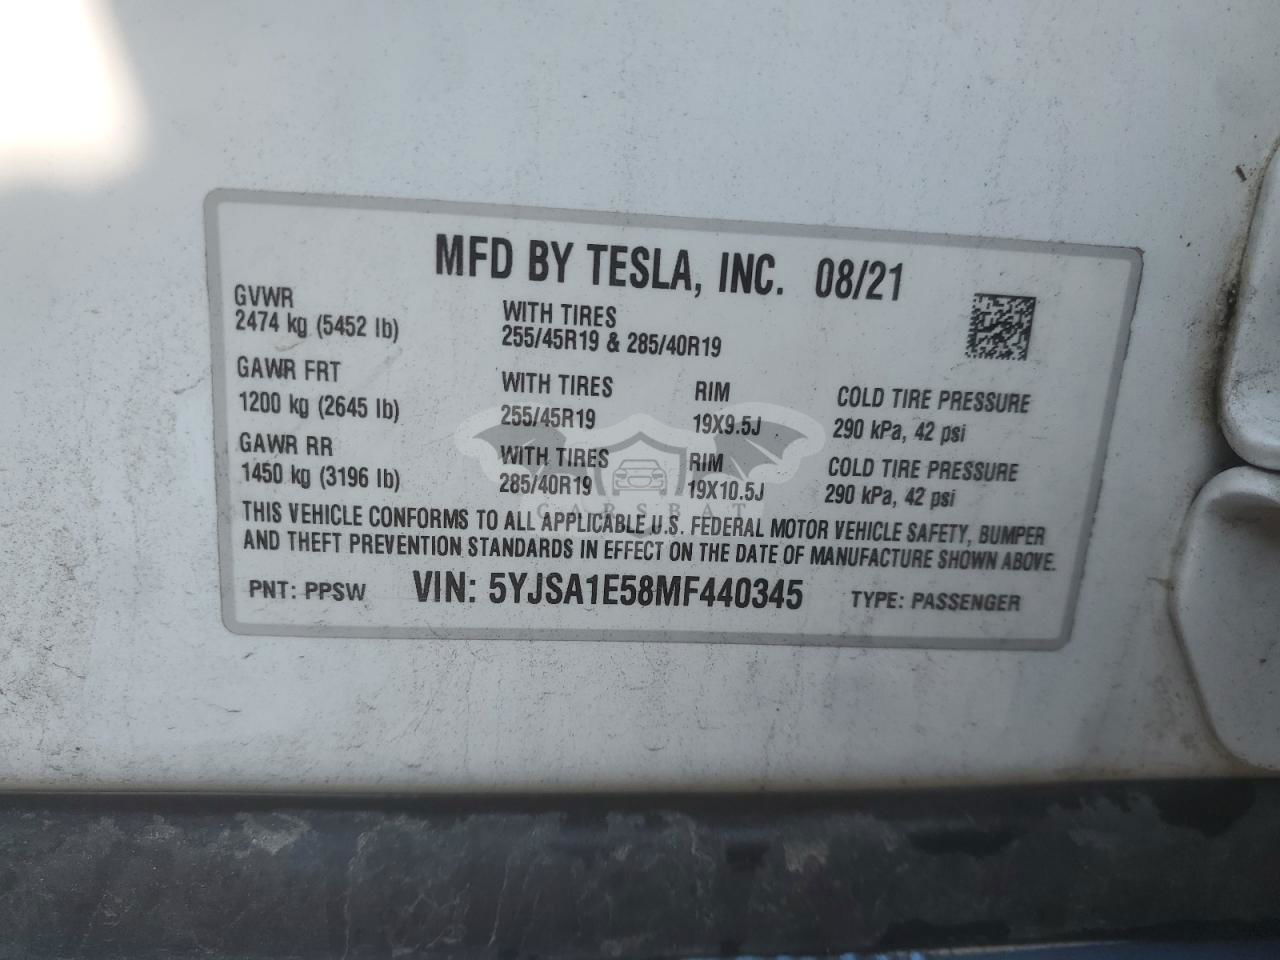 MFD BY TESLA, INC. 08/21
GVWR
2474 kg (5452 lb)
WITH TIRES
255/45R19 & 285/40R19
GAWR FRT
1200 kg (2645 lb)
WITH TIRES
255/45R19
RIM
19X9.5J
COLD TIRE PRESSURE
290 kPa, 42 psi
GAWR RR
1450 kg (3196 lb)
WITH TIRES
285/40R19
RIM
19X10.5J
COLD TIRE PRESSURE
290 kPa, 42 psi
CARSBAT
THIS VEHICLE CONFORMS TO ALL APPLICABLE U.S. FEDERAL MOTOR VEHICLE SAFETY, BUMPER
AND THEFT PREVENTION STANDARDS IN EFFECT ON THE DATE OF MANUFACTURE SHOWN ABOVE.
PNT: PPSW VIN: 5YJSA1E58MF440345 TYPE: PASSENGER